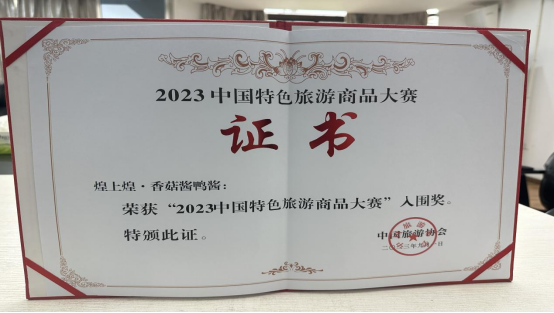 2023中国特色旅游商品大赛
证书
煌上煌·香菇酱鸭酱：
荣获“2023中国特色旅游商品大赛”入围奖。
特颁此证。
中国旅游协会